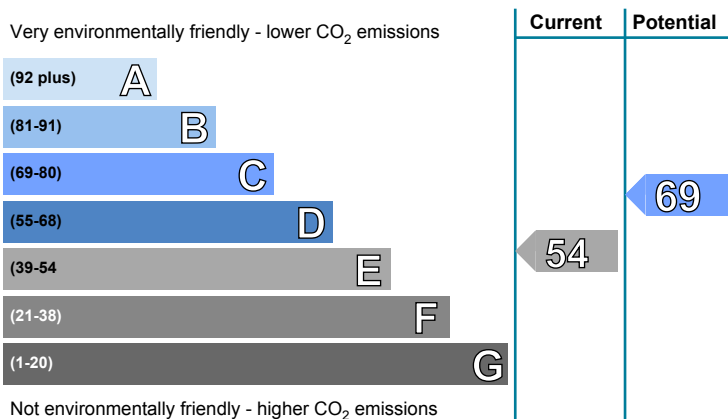 Very environmentally friendly - lower CO2 emissions
Current Potential
(92 plus) A
(81-91) B
(69-80) C
(55-68) D
(39-54 E
(21-38) F
(1-20) G
54
69
Not environmentally friendly - higher CO2 emissions